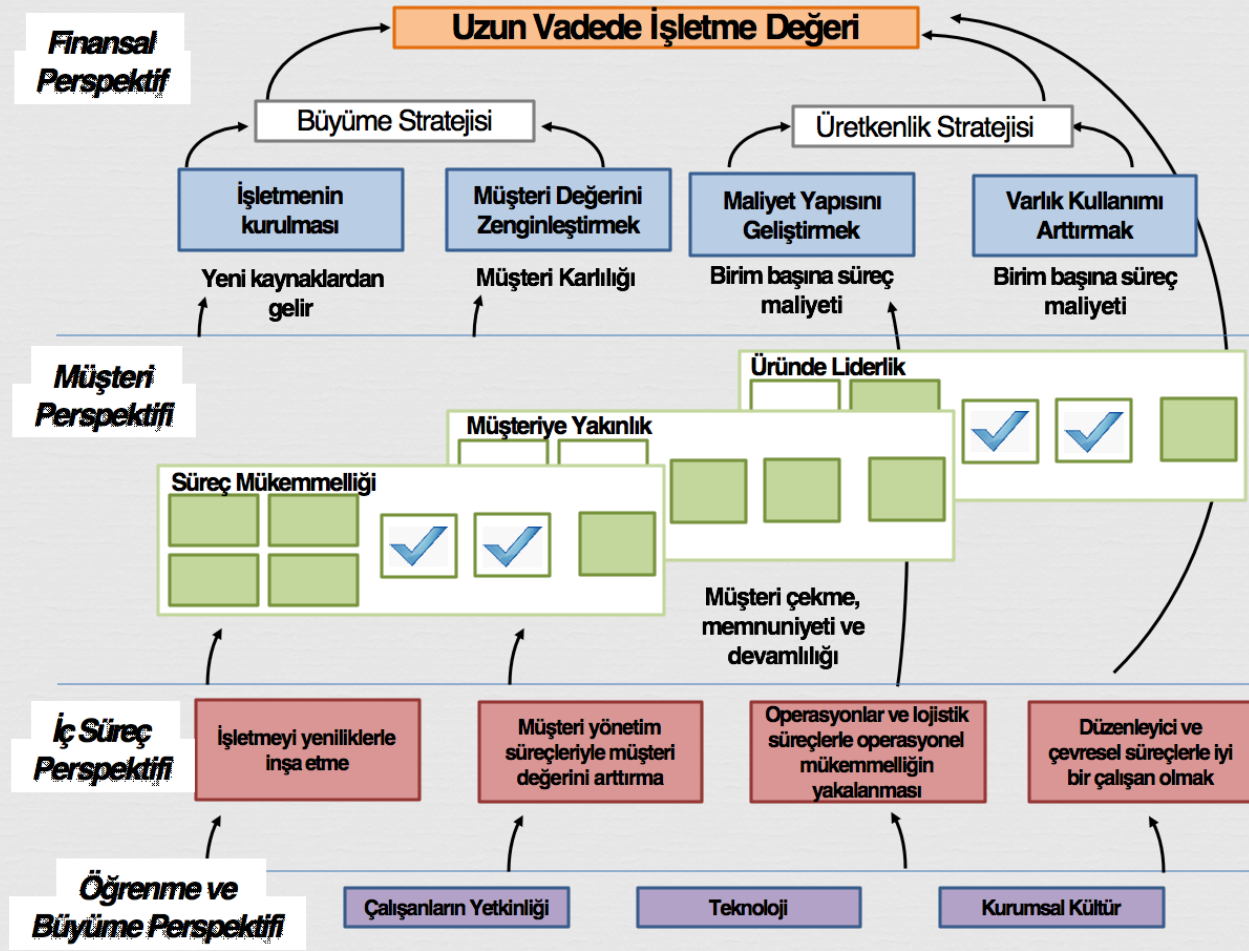 Uzun Vadede İşletme Değeri
Finansal
Perspektif
Büyüme Stratejisi
Üretkenlik Stratejisi
İşletmenin
kurulması
Müşteri Değerini
Zenginleştirmek
Maliyet Yapısını
Geliştirmek
Varlık Kullanımı
Arttırmak
Yeni kaynaklardan
gelir
Müşteri Karlılığı
Birim başına süreç
maliyeti
Birim başına süreç
maliyeti
Müşteri
Perspektifi
Üründe Liderlik
Müşteriye Yakınlık
Süreç Mükemmelliği
Müşteri çekme,
memnuniyeti ve
devamlılığı
İç Süreç
Perspektifi
İşletmeyi yeniliklerle
inşa etme
Müşteri yönetim
süreçleriyle müşteri
değerini arttırma
Operasyonlar ve lojistik
süreçlerle operasyonel
mükemmelliğin
yakalanması
Düzenleyici ve
çevresel süreçlerle iyi
bir çalışan olmak
Öğrenme ve
Büyüme Perspektifi
Çalışanların Yetkinliği
Teknoloji
Kurumsal Kültür